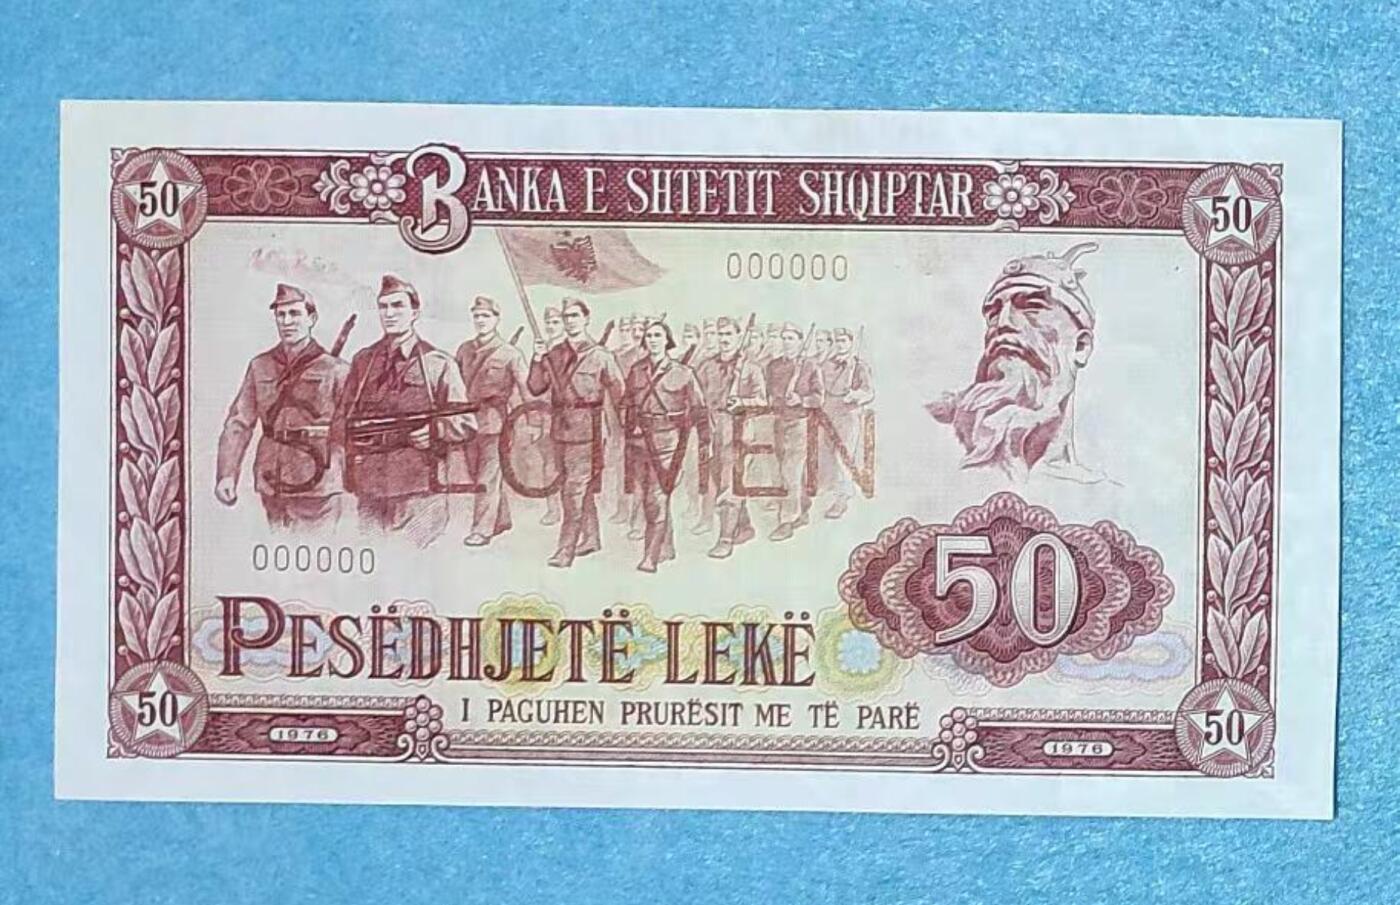 50
BANKA E SHTETIT SHQIPTAR
50
000000
SPECIMEN
000000
50
PESËDHJETË LEKË
50
I PAGUHEN PRURËSIT ME TË PARË
50
1976
1976